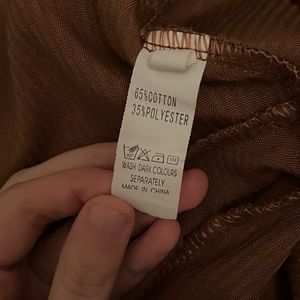 65%COTTON
35%POLYESTER
WASH DARK COLOURS
SEPARATELY
MADE IN CHINA